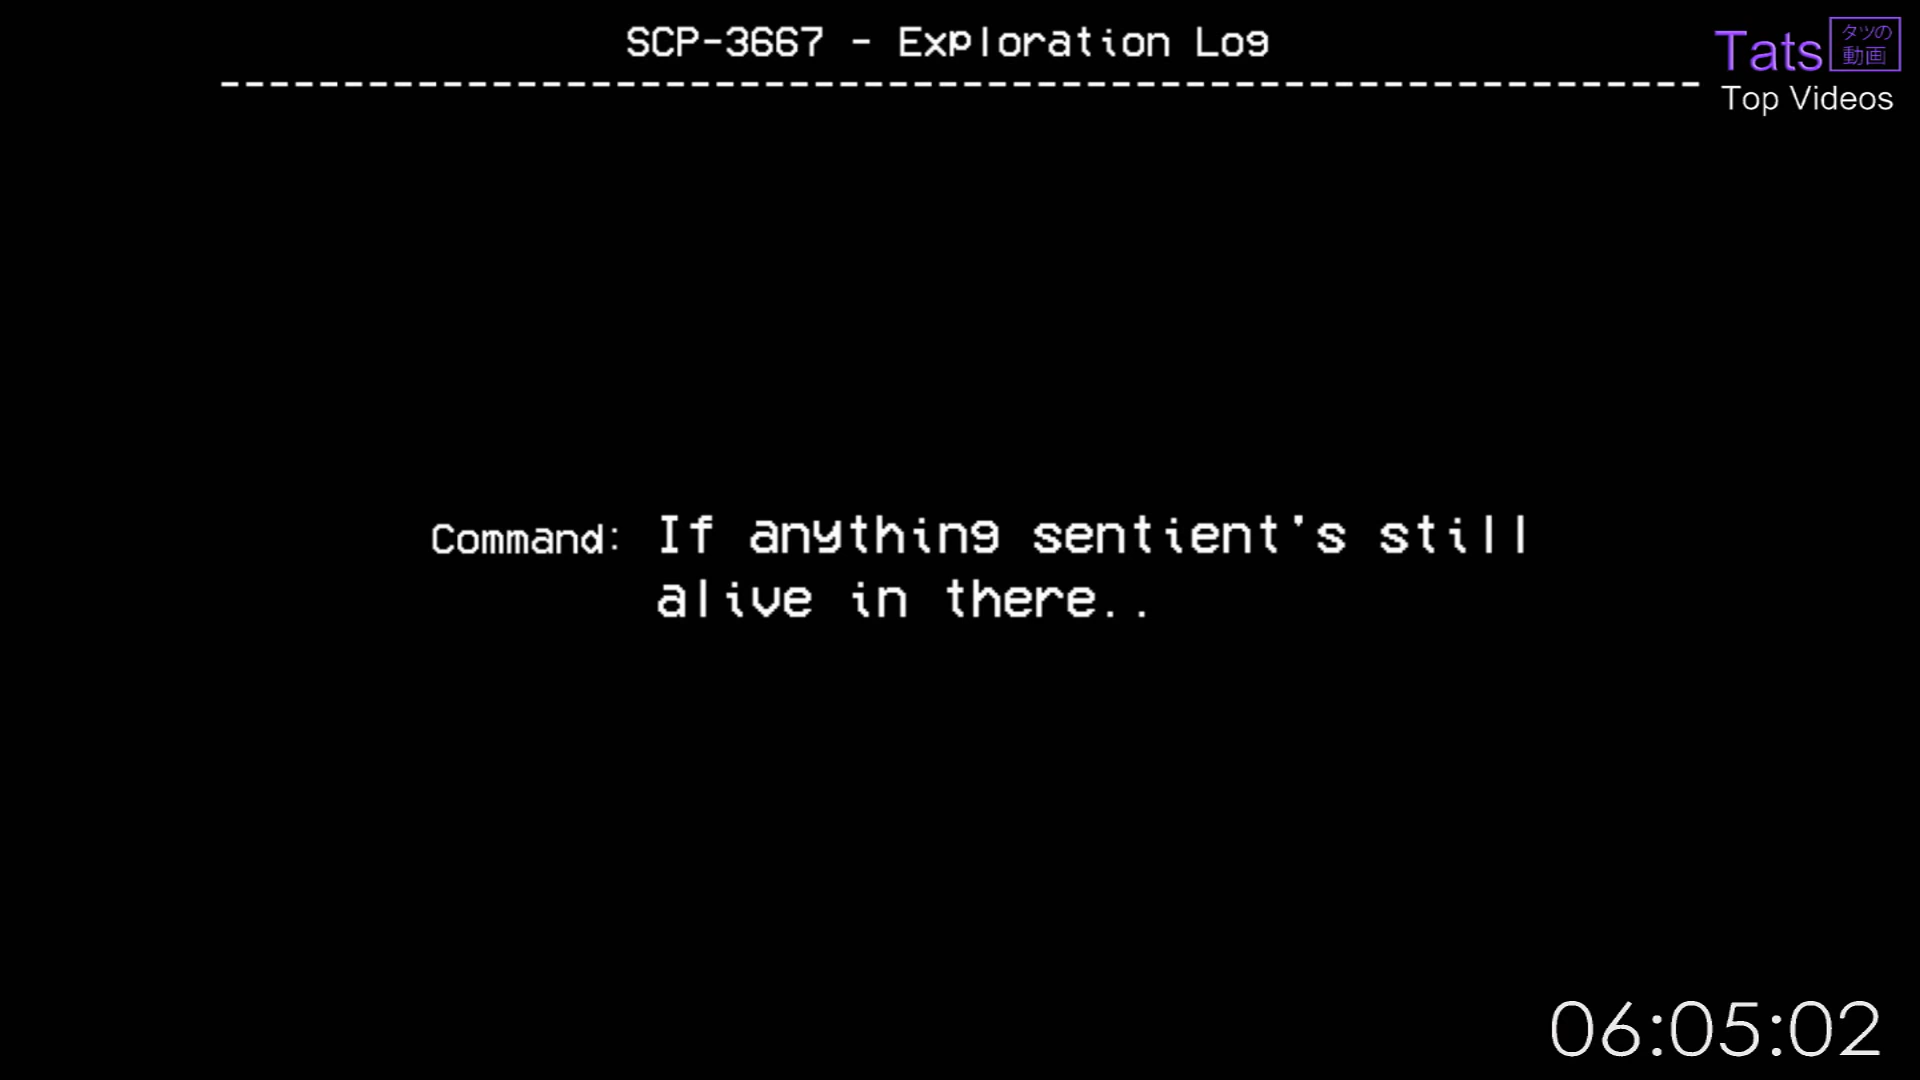 SCP-3667 - Exploration Log
--------------------------------------------------------------
Tats
タツの
動画
Top Videos
Command: If anything sentient's still
alive in there..
06:05:02